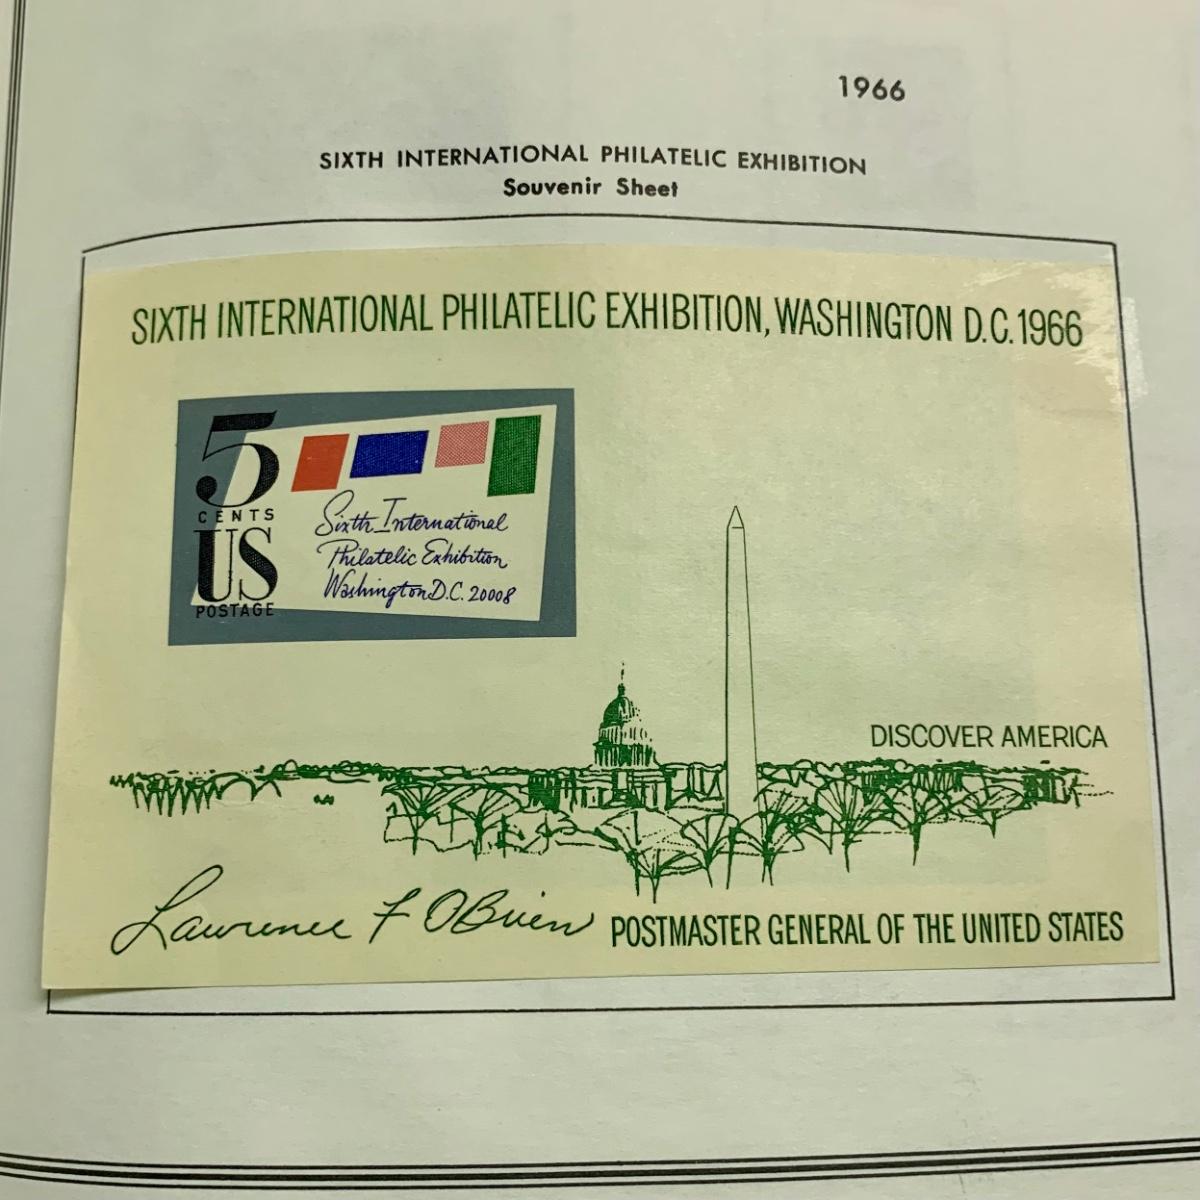 1966
SIXTH INTERNATIONAL PHILATELIC EXHIBITION
Souvenir Sheet
SIXTH INTERNATIONAL PHILATELIC EXHIBITION, WASHINGTON D.C. 1966
5
CENTS
US
POSTAGE
Sixth International
Philatelic Exhibition
Washington D.C. 20008
DISCOVER AMERICA
Lawrence F OBrien POSTMASTER GENERAL OF THE UNITED STATES